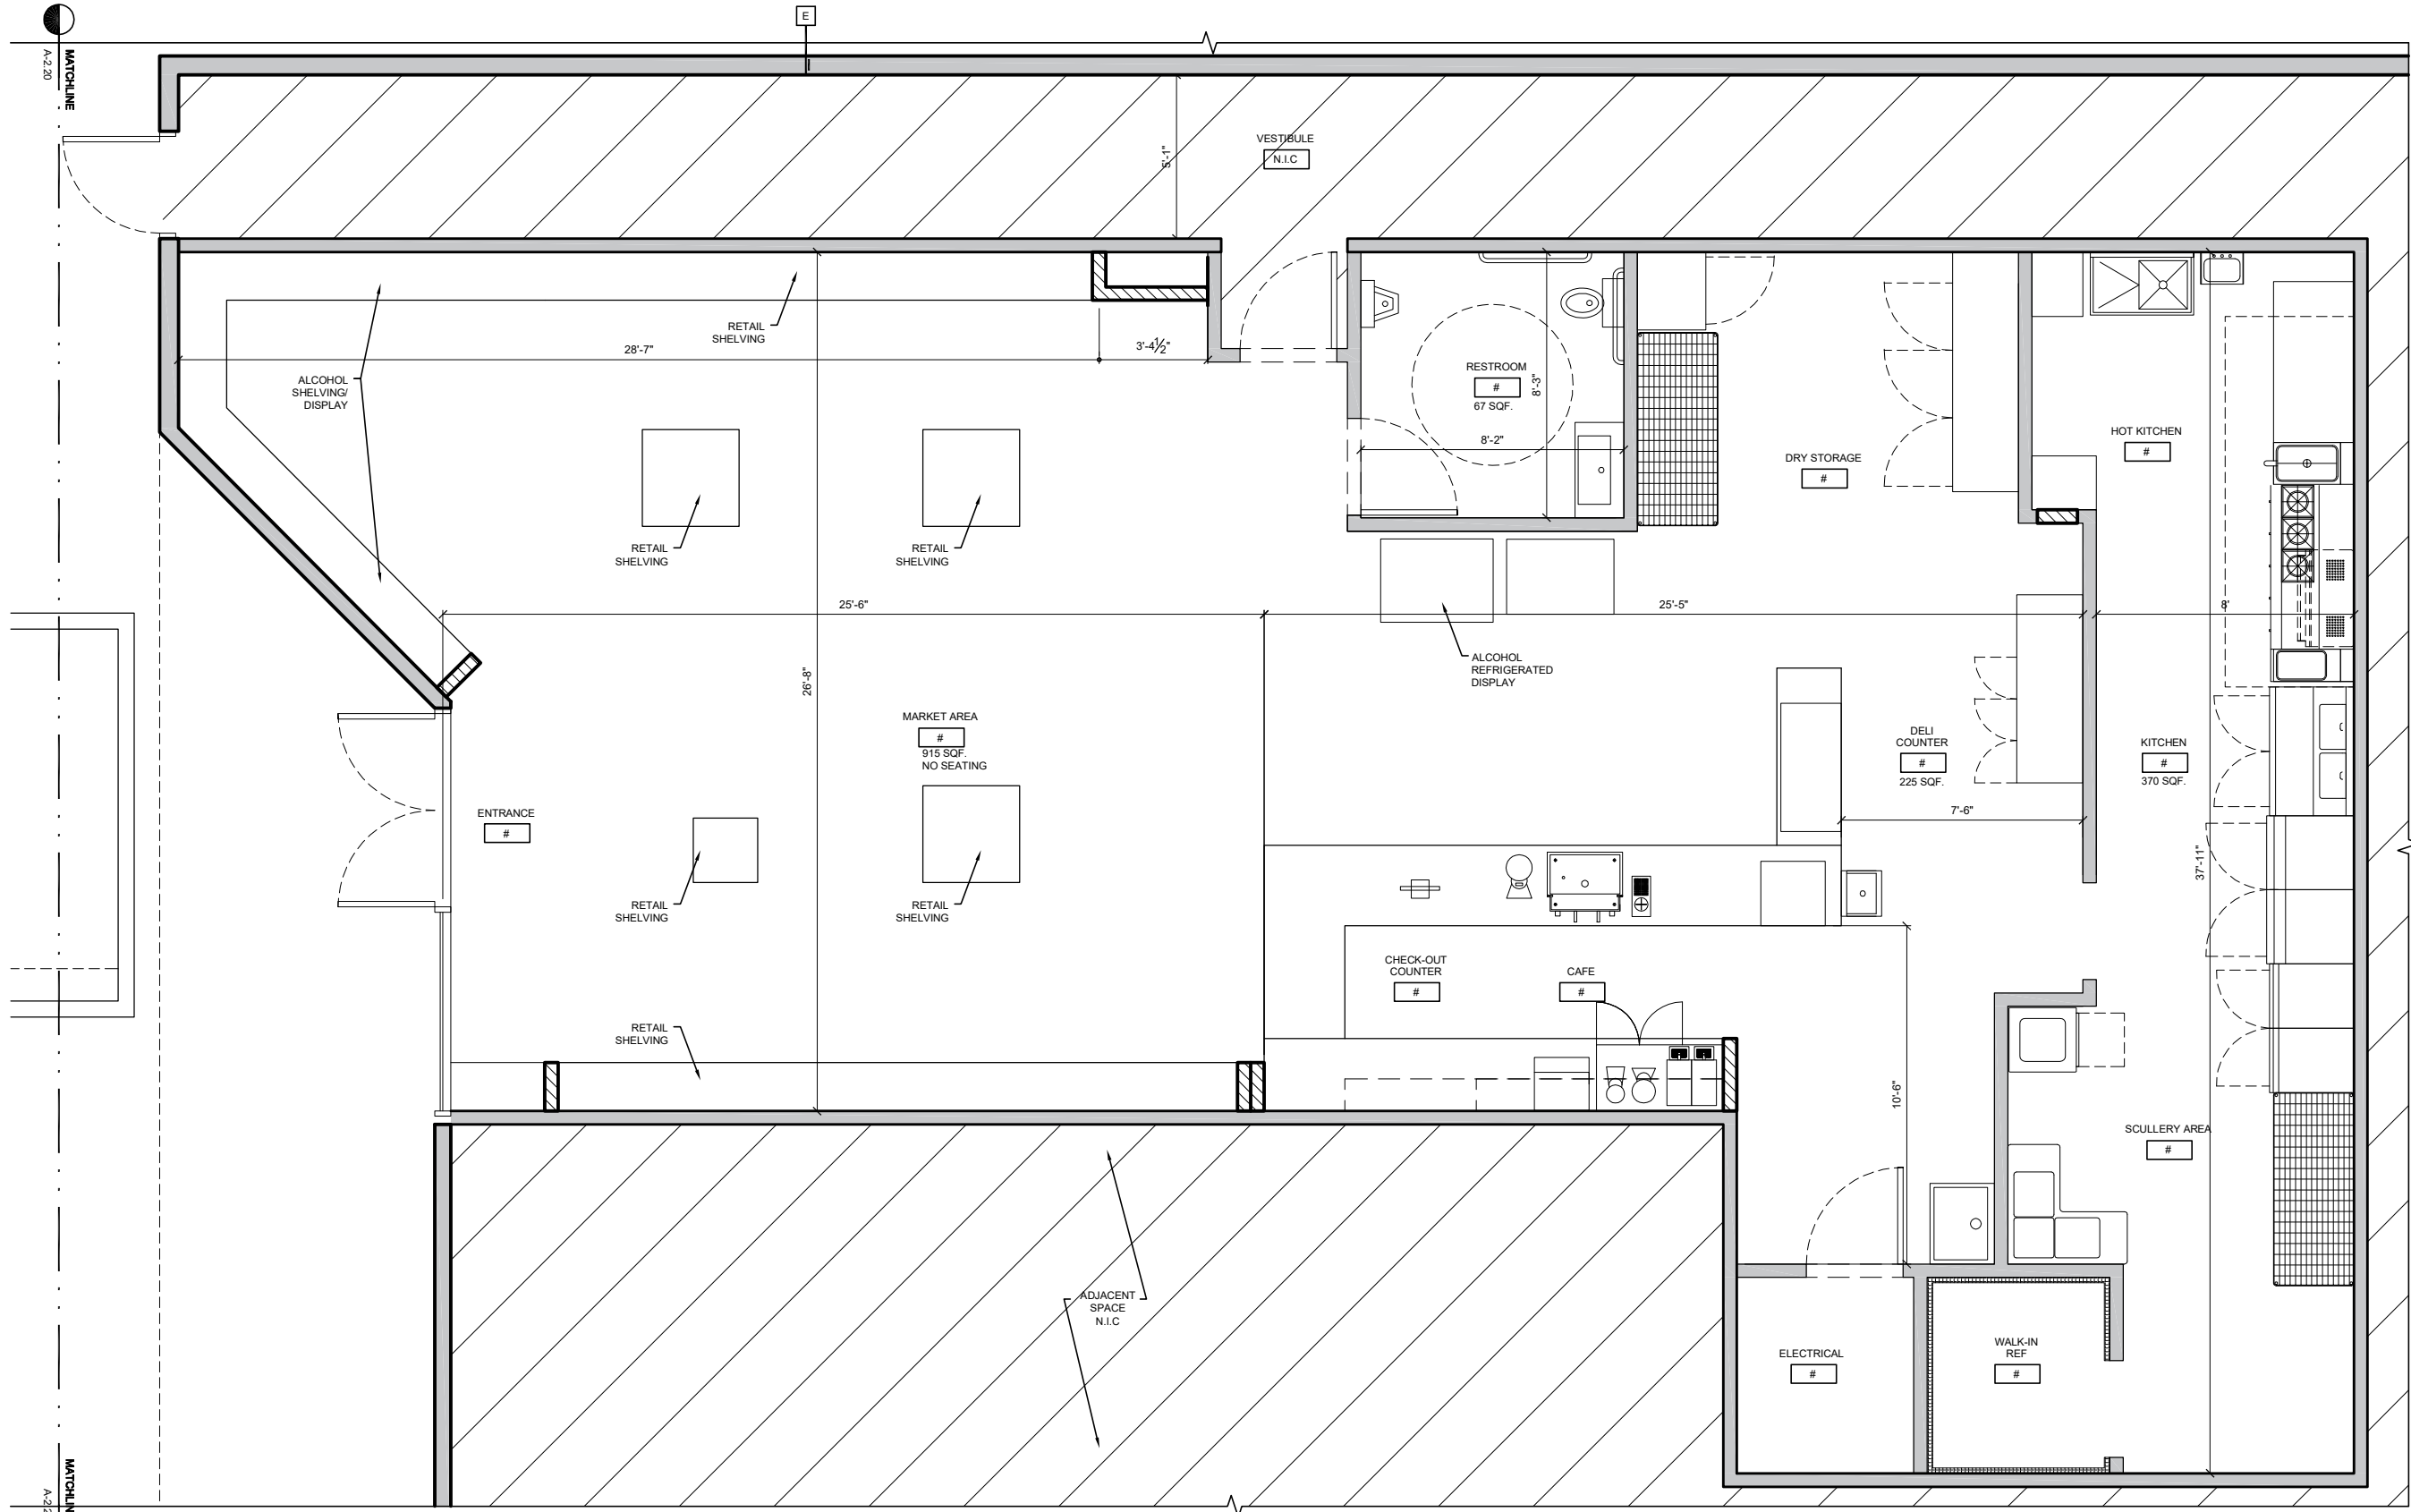 E
MATCHLINE
A-2.20
VESTIBULE
N.I.C
5'-1"
RETAIL
SHELVING
28'-7"
3'-4½"
ALCOHOL
SHELVING/
DISPLAY
RESTROOM
#
67 SQF.
8'-3"
8'-2"
HOT KITCHEN
#
DRY STORAGE
#
RETAIL
SHELVING
RETAIL
SHELVING
25'-6"
25'-5"
8'
26'-8"
ALCOHOL
REFRIGERATED
DISPLAY
MARKET AREA
#
915 SQF.
NO SEATING
DELI
COUNTER
#
225 SQF.
KITCHEN
#
370 SQF.
ENTRANCE
#
7'-6"
37'-11"
RETAIL
SHELVING
RETAIL
SHELVING
CHECK-OUT
COUNTER
#
CAFE
#
RETAIL
SHELVING
10'-6"
SCULLERY AREA
#
ADJACENT
SPACE
N.I.C
ELECTRICAL
#
WALK-IN
REF
#
MATCHLIN
A-2.2